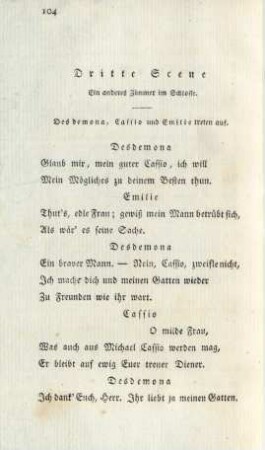 104
Dritte Scene
Ein anderes Zimmer im Schlosse.
Desdemona, Cassio und Emilie treten auf.
Desdemona
Glaub mir, mein guter Cassio, ich will
Mein Mögliches zu deinem Besten thun.
Emilie
Thut's, edle Frau; gewiß mein Mann betrübt sich,
Als wär' es seine Sache.
Desdemona
Ein braver Mann. — Nein, Cassio, zweifle nicht,
Ich mache dich und meinen Gatten wieder
Zu Freunden wie ihr wart.
Cassio
O milde Frau,
Was auch aus Michael Cassio werden mag,
Er bleibt auf ewig Euer treuer Diener.
Desdemona
Ich dank' Euch, Herr. Ihr liebt ja meinen Gatten.